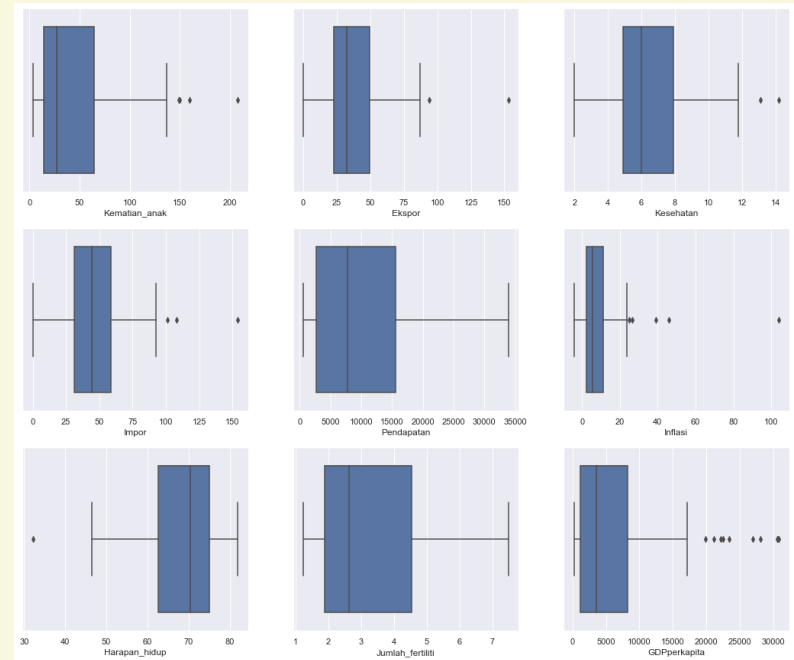 0 50 100 150 200
Kematian_anak
0 25 50 75 100 125 150
Ekspor
2 4 6 8 10 12 14
Kesehatan
0 25 50 75 100 125 150
Impor
0 5000 10000 15000 20000 25000 30000 35000
Pendapatan
0 20 40 60 80 100
Inflasi
30 40 50 60 70 80
Harapan_hidup
1 2 3 4 5 6 7
Jumlah_fertiliti
0 5000 10000 15000 20000 25000 30000
GDPperkapita